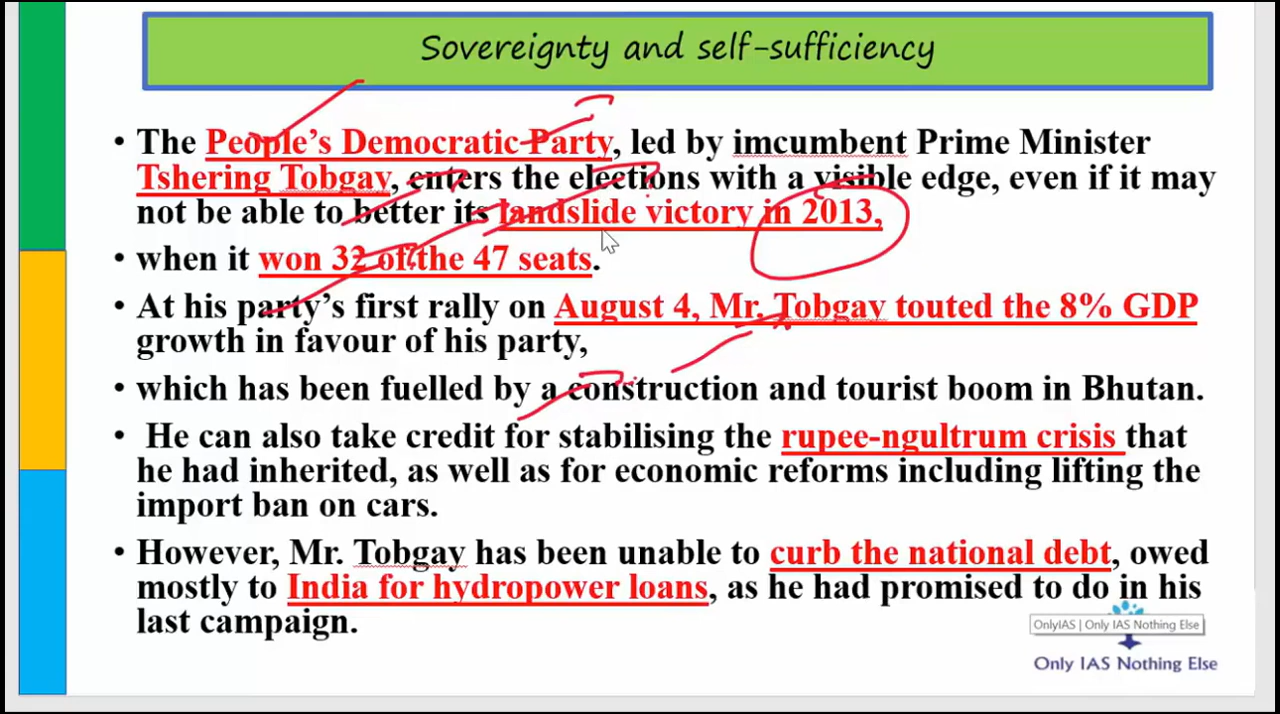 Sovereignty and self-sufficiency
• The People's Democratic Party, led by imcumbent Prime Minister
Tshering Tobgay, enters the elections with a visible edge, even if it may
not be able to better its landslide victory in 2013,
• when it won 32 of the 47 seats.
• At his party's first rally on August 4, Mr. Tobgay touted the 8% GDP
growth in favour of his party,
• which has been fuelled by a construction and tourist boom in Bhutan.
• He can also take credit for stabilising the rupee-ngultrum crisis that
he had inherited, as well as for economic reforms including lifting the
import ban on cars.
• However, Mr. Tobgay has been unable to curb the national debt, owed
mostly to India for hydropower loans, as he had promised to do in his
last campaign.
OnlyIAS | Only IAS Nothing Else
Only IAS Nothing Else